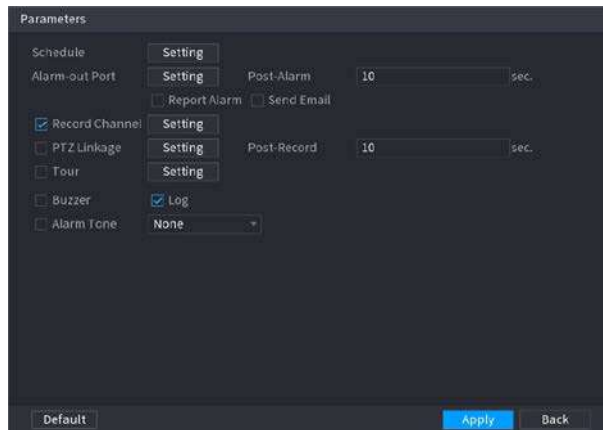 Parameters
Schedule Setting
Alarm-out Port Setting Post-Alarm 10 sec.
Report Alarm Send Email
Record Channel Setting
PTZ Linkage Setting Post-Record 10 sec.
Tour Setting
Buzzer Log
Alarm Tone None
Default Apply Back